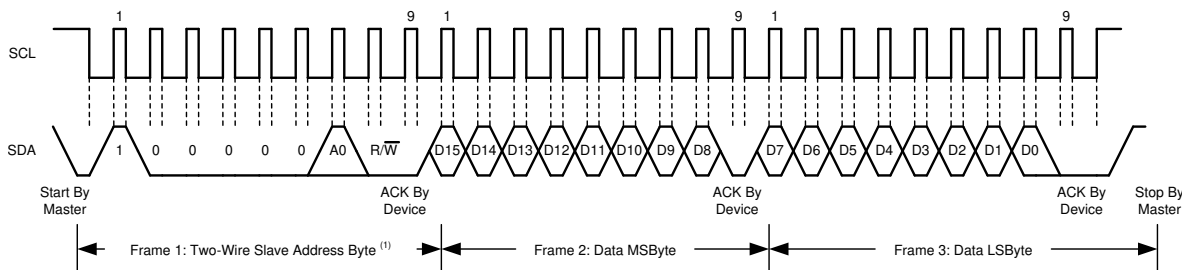 1 9 1 9 1 9
SCL
SDA 1 0 0 0 0 0 A0 R/W D15 D14 D13 D12 D11 D10 D9 D8 D7 D6 D5 D4 D3 D2 D1 D0
Start By ACK By ACK By ACK By Stop By
Master Device Device Device Master
Frame 1: Two-Wire Slave Address Byte (1) Frame 2: Data MSByte Frame 3: Data LSByte